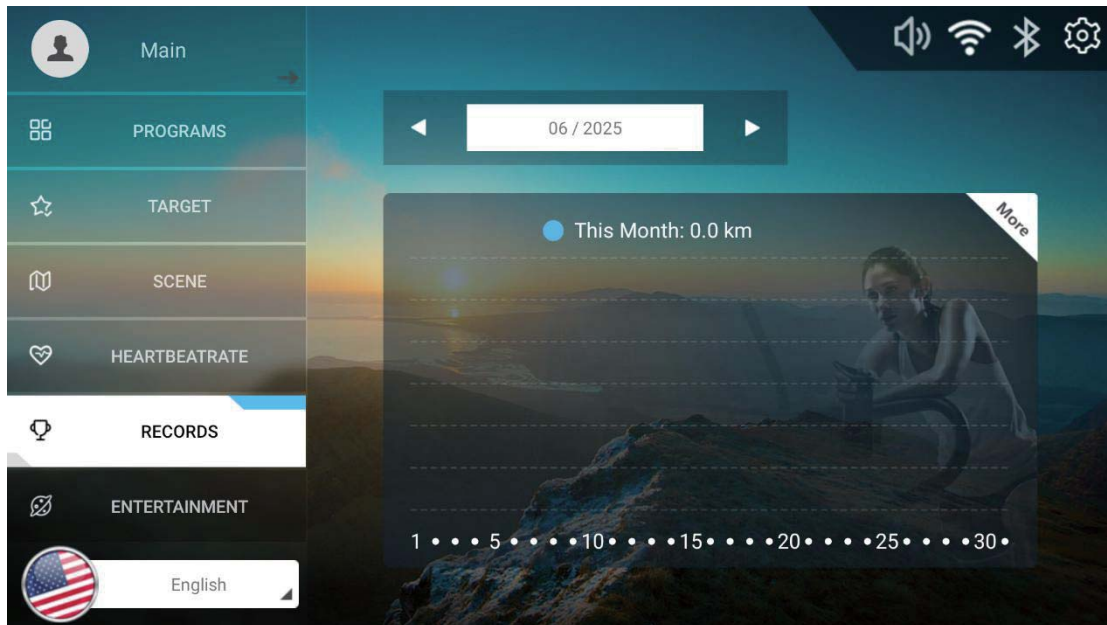 Main
PROGRAMS
TARGET
SCENE
HEARTBEATRATE
RECORDS
ENTERTAINMENT
English
06 / 2025
More
This Month: 0.0 km
1 • • • 5 • • • • 10 • • • • 15 • • • • 20 • • • • 25 • • • • 30 •